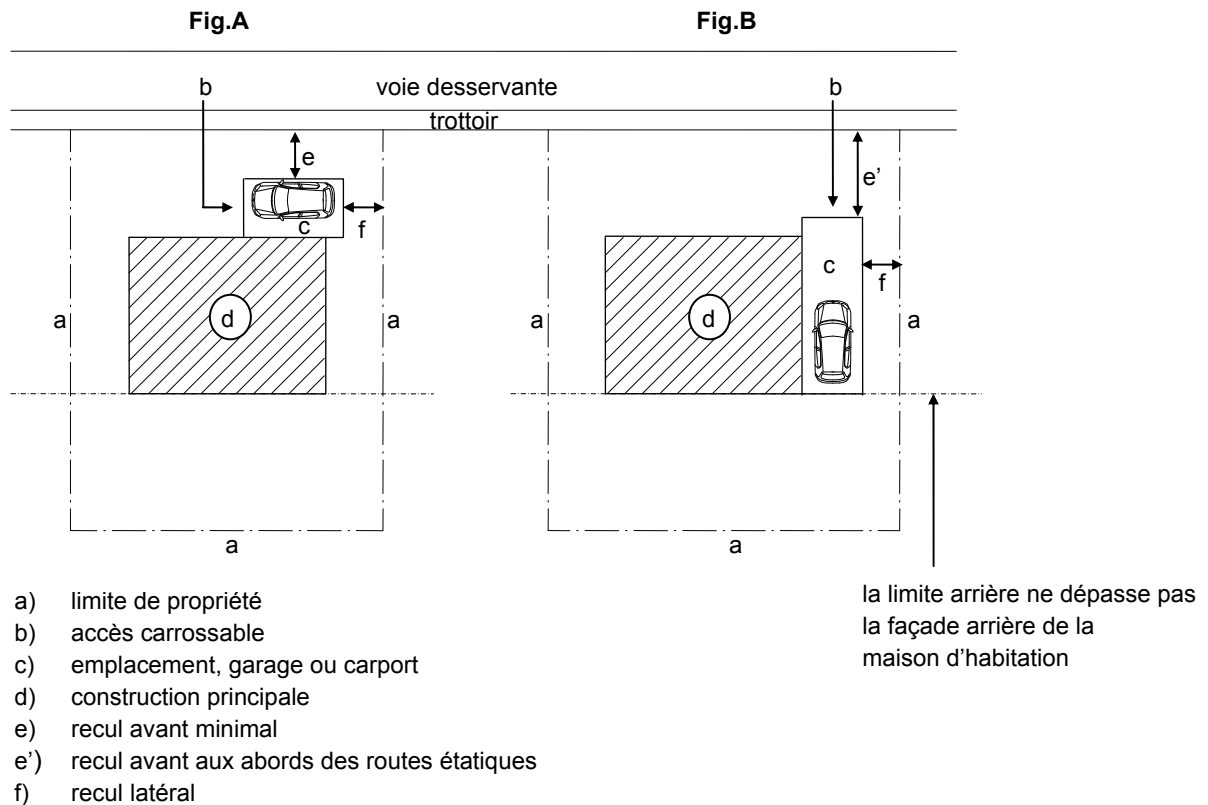 Fig.A
Fig.B
b
voie desservante
b
trottoir
e
e’
c
f
c
f
a
d
a
a
d
a
a
a
la limite arrière ne dépasse pas
la façade arrière de la
maison d’habitation
a) limite de propriété
b) accès carrossable
c) emplacement, garage ou carport
d) construction principale
e) recul avant minimal
e’) recul avant aux abords des routes étatiques
f) recul latéral